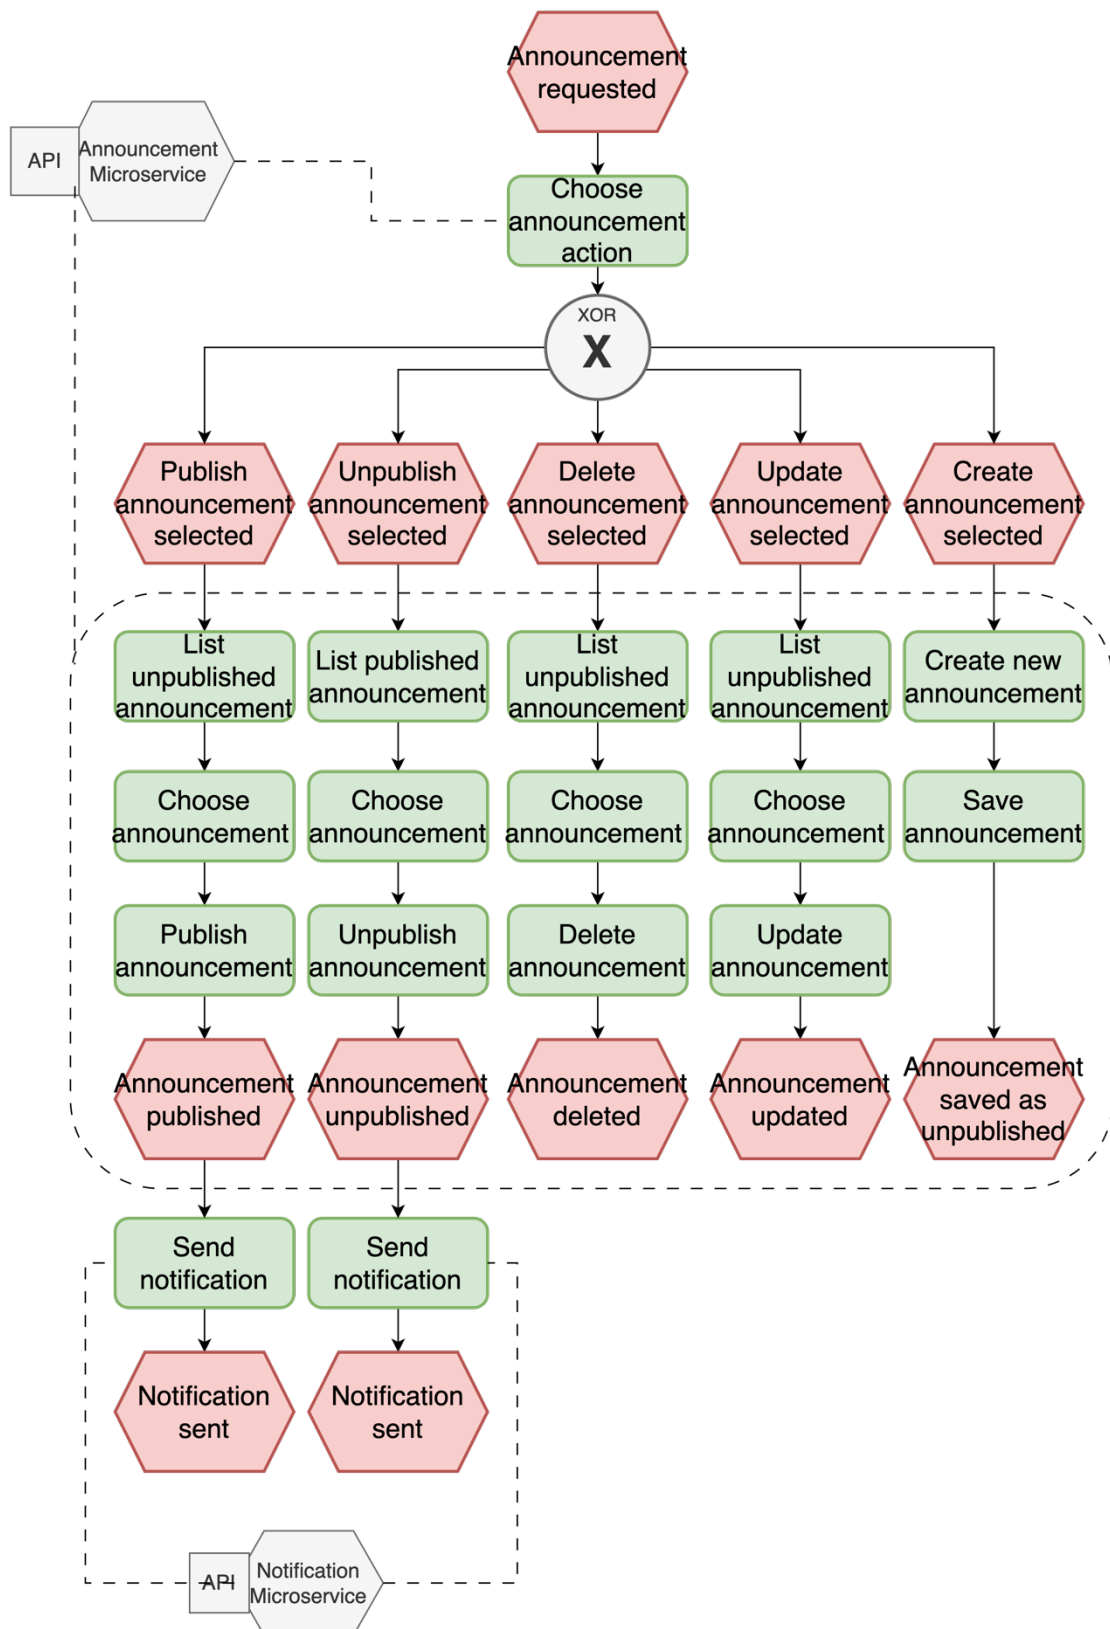 Announcement
requested
API
Announcement
Microservice
Choose
announcement
action
XOR
X
Publish
announcement
selected
Unpublish
announcement
selected
Delete
announcement
selected
Update
announcement
selected
Create
announcement
selected
List
unpublished
announcement
List published
announcement
List
unpublished
announcement
List
unpublished
announcement
Create new
announcement
Choose
announcement
Choose
announcement
Choose
announcement
Choose
announcement
Save
announcement
Publish
announcement
Unpublish
announcement
Delete
announcement
Update
announcement
Announcement
published
Announcement
unpublished
Announcement
deleted
Announcement
updated
Announcement
saved as
unpublished
Send
notification
Send
notification
Notification
sent
Notification
sent
API
Notification
Microservice